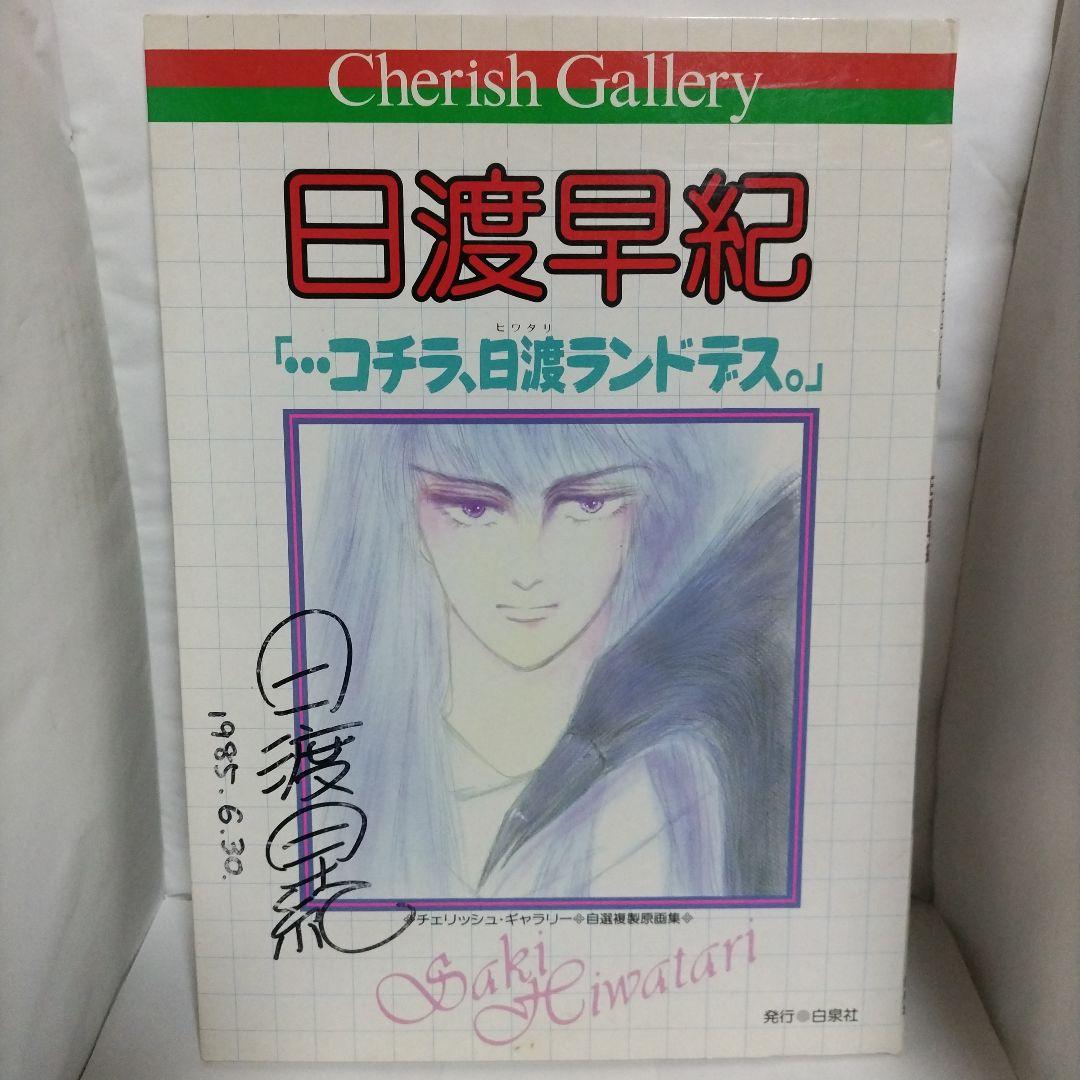 Cherish Gallery
日渡早紀
ヒワタリ
「…コチラ、日渡ランドデス。」
日渡早紀
1985.6.30.
◆チェリッシュ・ギャラリー◆自選複製原画集◆
Saki
Hiwatari
発行●白泉社